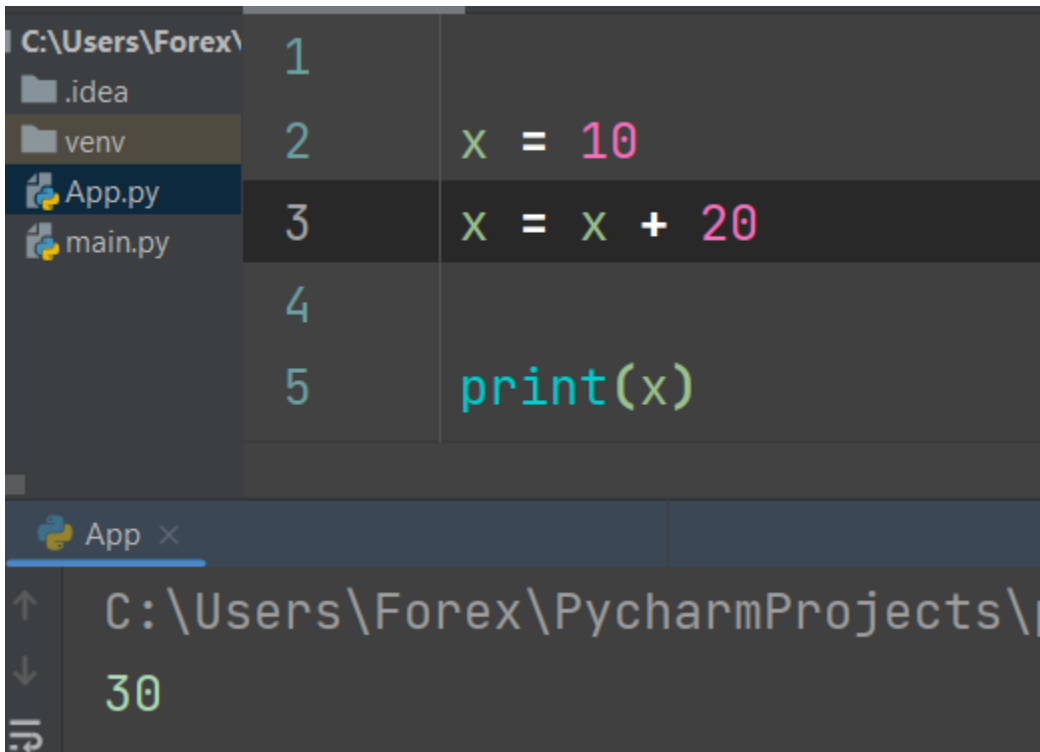 C:\Users\Forex\
.idea
venv
App.py
main.py
1
2 x = 10
3 x = x + 20
4
5 print(x)
App
C:\Users\Forex\PycharmProjects\
30